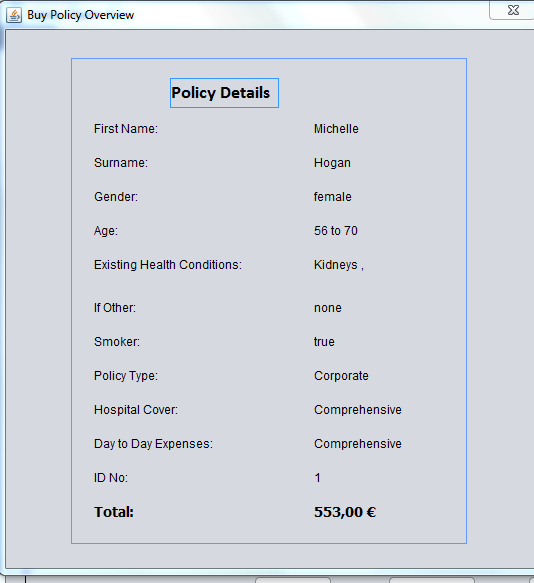 Buy Policy Overview
Policy Details
First Name: Michelle
Surname: Hogan
Gender: female
Age: 56 to 70
Existing Health Conditions: Kidneys ,
If Other: none
Smoker: true
Policy Type: Corporate
Hospital Cover: Comprehensive
Day to Day Expenses: Comprehensive
ID No: 1
Total: 553,00 €